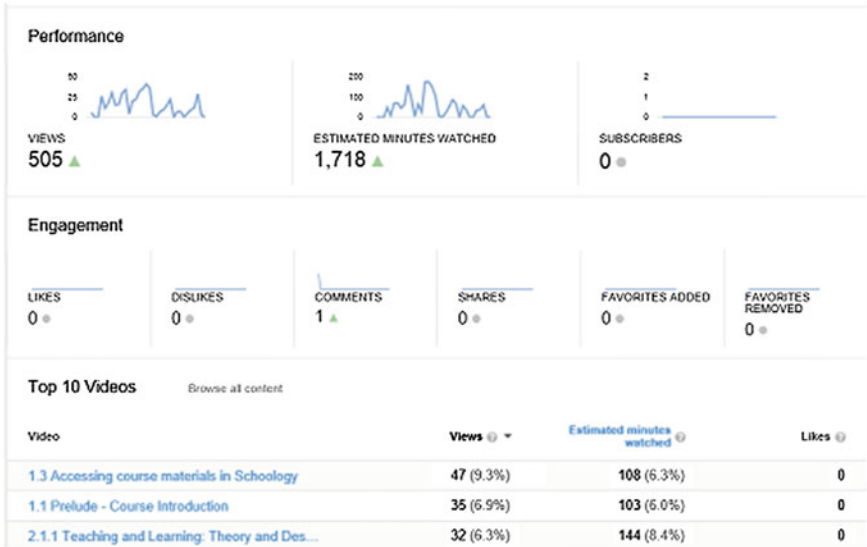 Performance
50
25
0
200
100
0
2
1
0
VIEWS
505
ESTIMATED MINUTES WATCHED
1,718
SUBSCRIBERS
0
Engagement
LIKES
0
DISLIKES
0
COMMENTS
1
SHARES
0
FAVORITES ADDED
0
FAVORITES
REMOVED
0
Top 10 Videos Browse all content
Video Views Estimated minutes
watched Likes
1.3 Accessing course materials in Schoology 47 (9.3%) 108 (6.3%) 0
1.1 Prelude - Course Introduction 35 (6.9%) 103 (6.0%) 0
2.1.1 Teaching and Learning: Theory and Des... 32 (6.3%) 144 (8.4%) 0